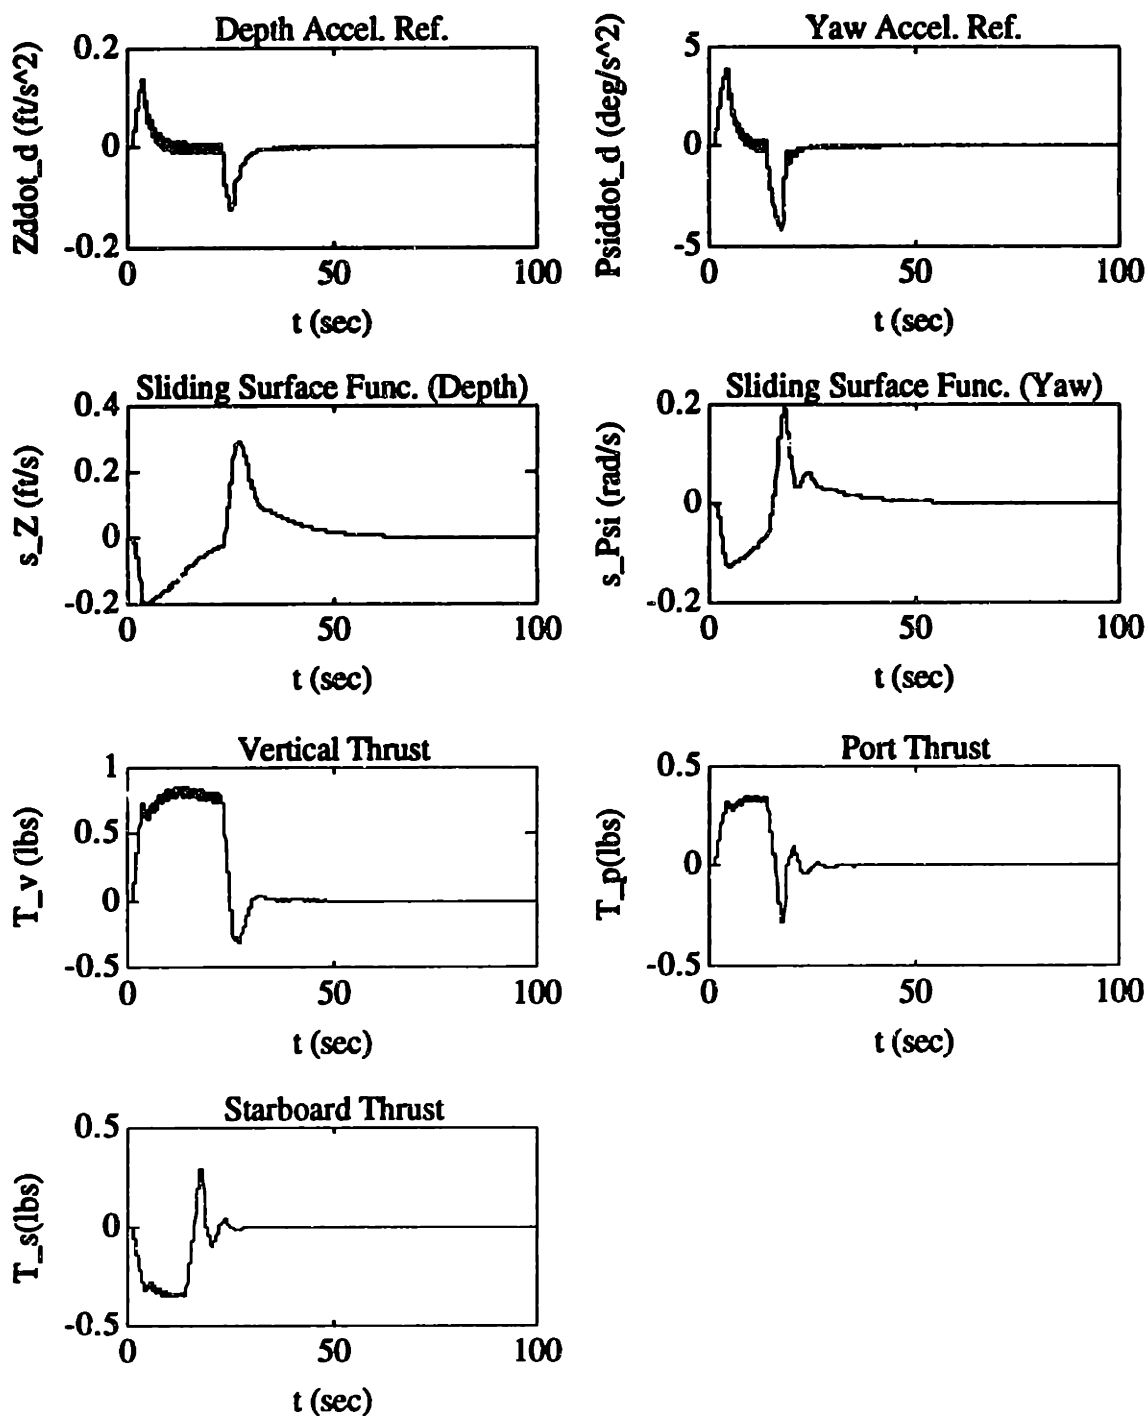 Depth Accel. Ref.
Zddot_d (ft/s^2)
0.2
0
-0.2
0 50 100
t (sec)
Yaw Accel. Ref.
Psiddot_d (deg/s^2)
5
0
-5
0 50 100
t (sec)
Sliding Surface Func. (Depth)
s_Z (ft/s)
0.4
0.2
0
-0.2
0 50 100
t (sec)
Sliding Surface Func. (Yaw)
s_Psi (rad/s)
0.2
0
-0.2
0 50 100
t (sec)
Vertical Thrust
T_v (lbs)
1
0.5
0
-0.5
0 50 100
t (sec)
Port Thrust
T_p(lbs)
0.5
0
-0.5
0 50 100
t (sec)
Starboard Thrust
T_s(lbs)
0.5
0
-0.5
0 50 100
t (sec)